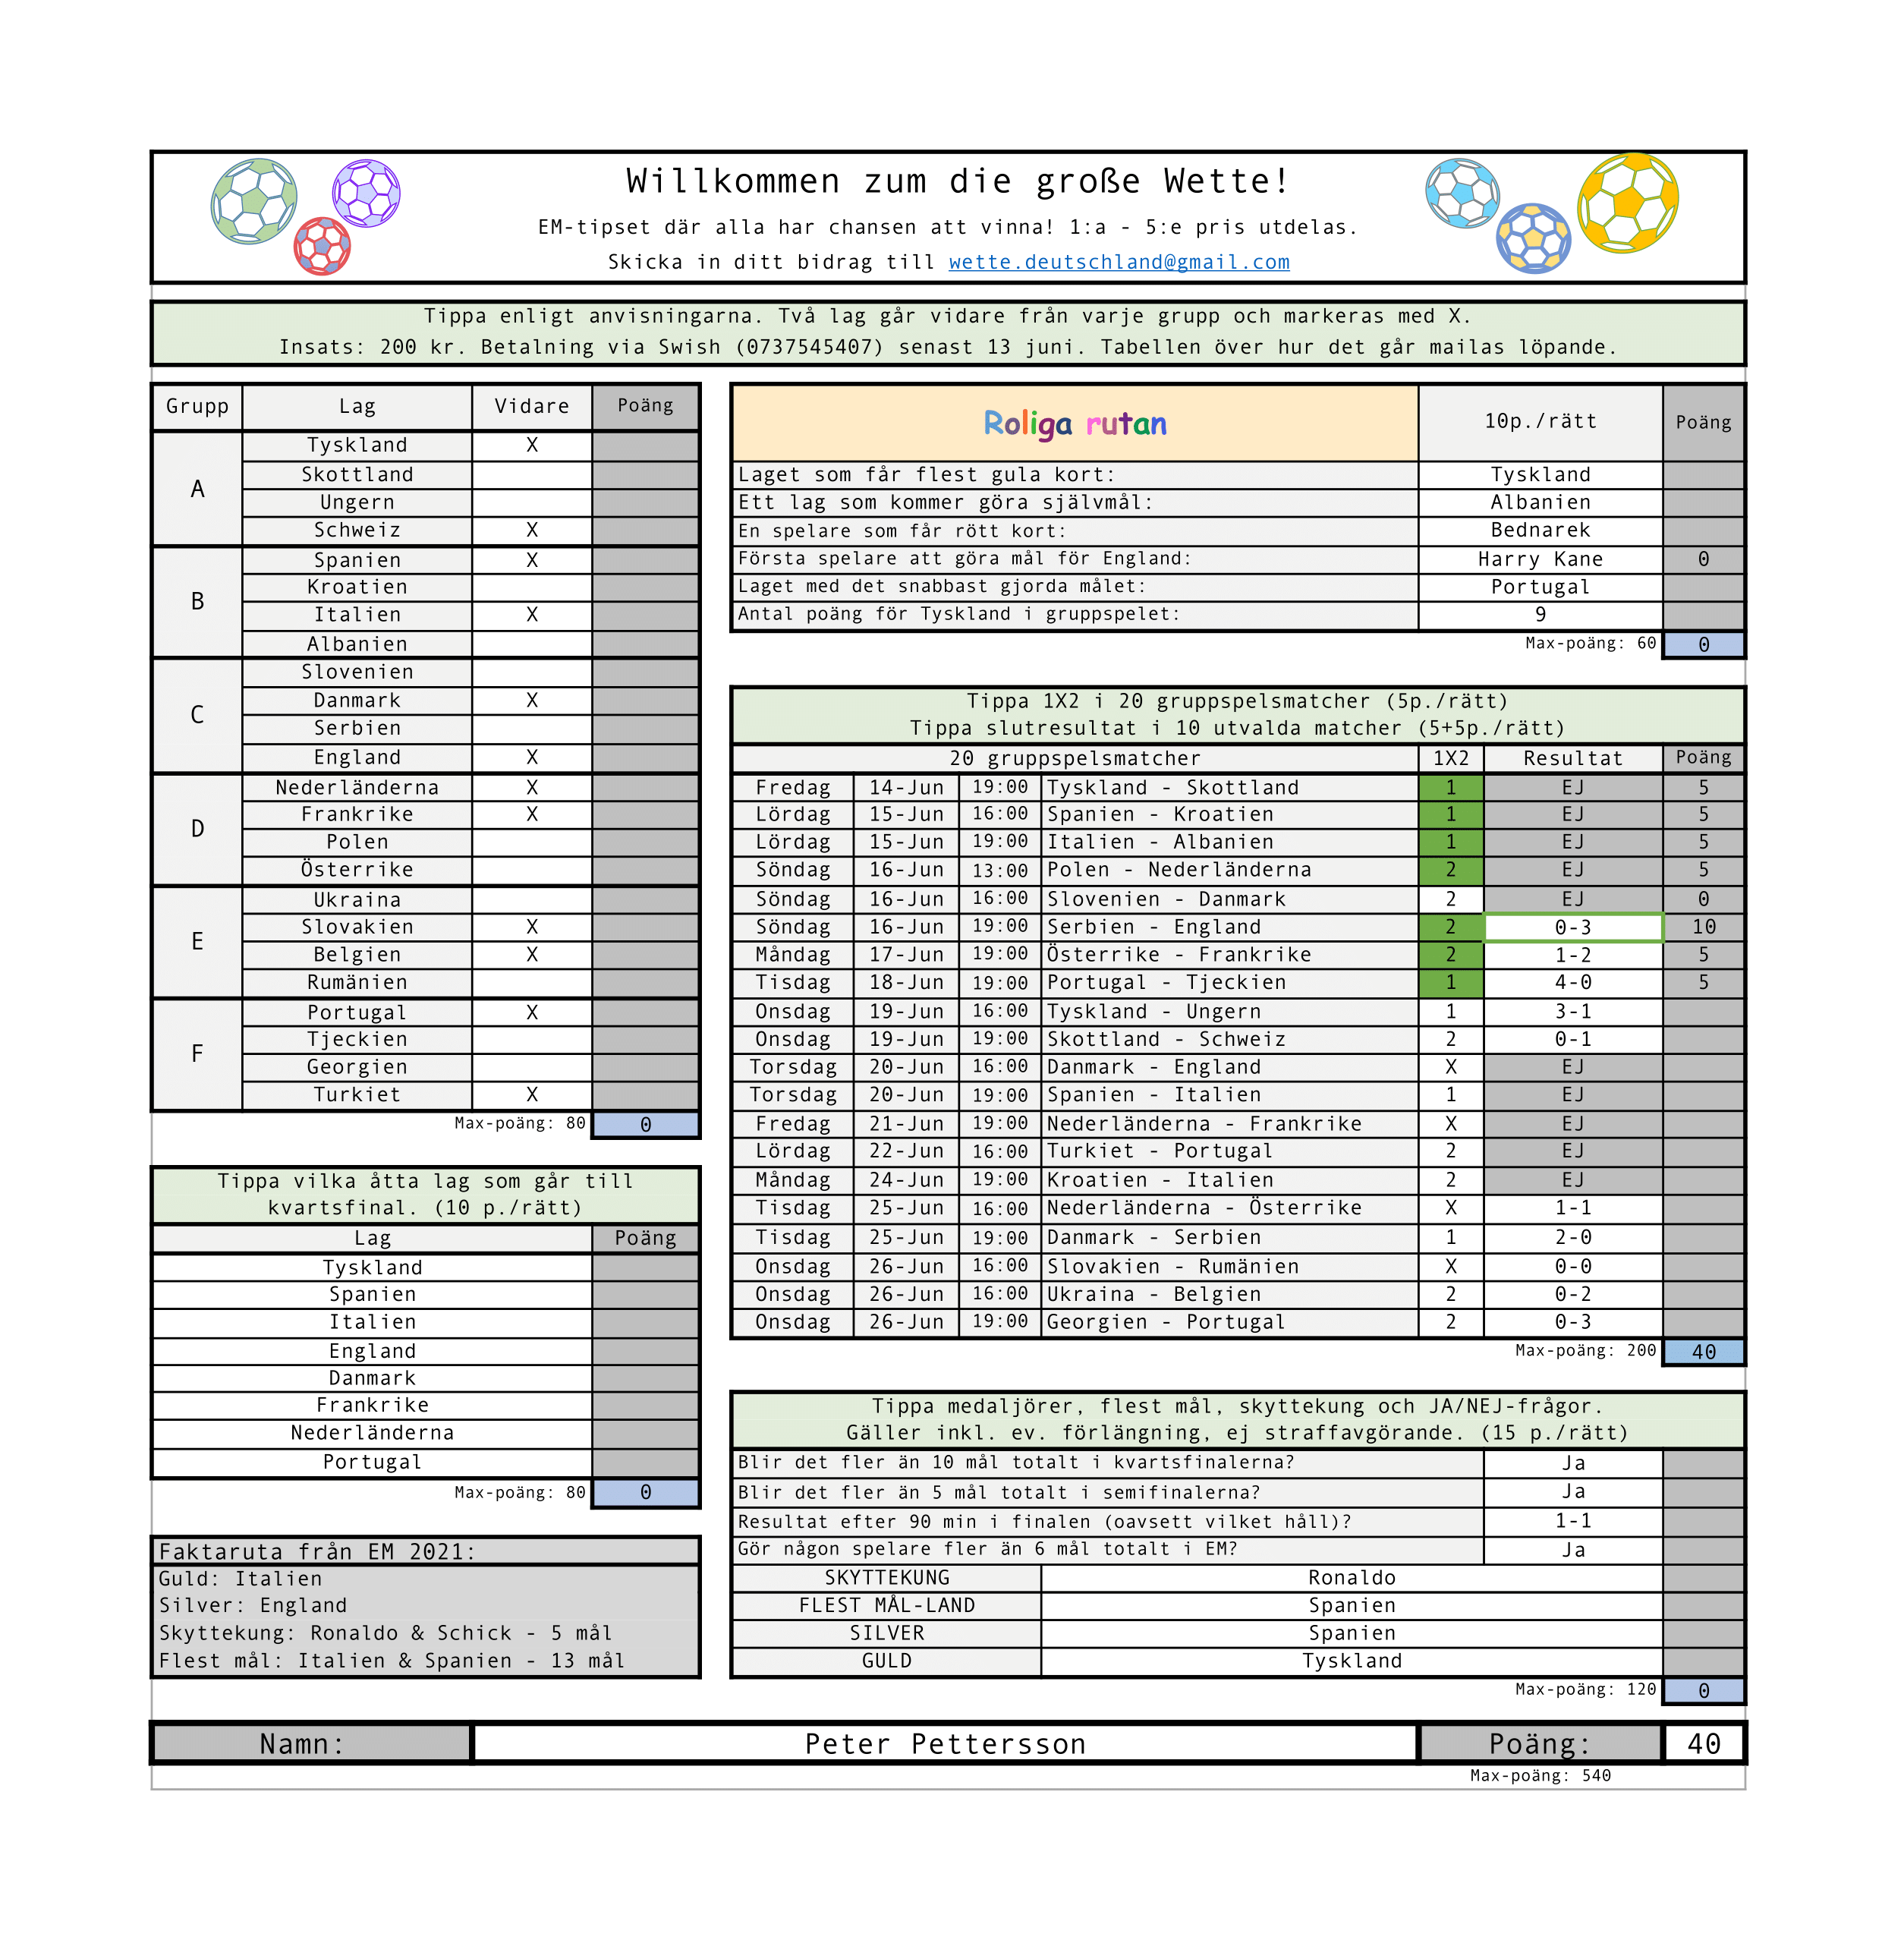 Willkommen zum die große Wette!
EM-tipset där alla har chansen att vinna! 1:a - 5:e pris utdelas.
Skicka in ditt bidrag till wette.deutschland@gmail.com
Tippa enligt anvisningarna. Två lag går vidare från varje grupp och markeras med X.
Insats: 200 kr. Betalning via Swish (0737545407) senast 13 juni. Tabellen över hur det går mailas löpande.
Grupp Lag Vidare Poäng
A
Tyskland X
Skottland
Ungern
Schweiz X
B
Spanien X
Kroatien
Italien X
Albanien
C
Slovenien
Danmark X
Serbien
England X
D
Nederländerna X
Frankrike X
Polen
Österrike
E
Ukraina
Slovakien X
Belgien X
Rumänien
F
Portugal X
Tjeckien
Georgien
Turkiet X
Max-poäng: 80 0
Tippa vilka åtta lag som går till
kvartsfinal. (10 p./rätt)
Lag Poäng
Tyskland
Spanien
Italien
England
Danmark
Frankrike
Nederländerna
Portugal
Max-poäng: 80 0
Faktaruta från EM 2021:
Guld: Italien
Silver: England
Skyttekung: Ronaldo & Schick - 5 mål
Flest mål: Italien & Spanien - 13 mål
Roliga rutan 10p./rätt Poäng
Laget som får flest gula kort: Tyskland
Ett lag som kommer göra självmål: Albanien
En spelare som får rött kort: Bednarek
Första spelare att göra mål för England: Harry Kane 0
Laget med det snabbast gjorda målet: Portugal
Antal poäng för Tyskland i gruppspelet: 9
Max-poäng: 60 0
Tippa 1X2 i 20 gruppspelsmatcher (5p./rätt)
Tippa slutresultat i 10 utvalda matcher (5+5p./rätt)
20 gruppspelsmatcher 1X2 Resultat Poäng
Fredag 14-Jun 19:00 Tyskland - Skottland 1 EJ 5
Lördag 15-Jun 16:00 Spanien - Kroatien 1 EJ 5
Lördag 15-Jun 19:00 Italien - Albanien 1 EJ 5
Söndag 16-Jun 13:00 Polen - Nederländerna 2 EJ 5
Söndag 16-Jun 16:00 Slovenien - Danmark 2 EJ 0
Söndag 16-Jun 19:00 Serbien - England 2 0-3 10
Måndag 17-Jun 19:00 Österrike - Frankrike 2 1-2 5
Tisdag 18-Jun 19:00 Portugal - Tjeckien 1 4-0 5
Onsdag 19-Jun 16:00 Tyskland - Ungern 1 3-1
Onsdag 19-Jun 19:00 Skottland - Schweiz 2 0-1
Torsdag 20-Jun 16:00 Danmark - England X EJ
Torsdag 20-Jun 19:00 Spanien - Italien 1 EJ
Fredag 21-Jun 19:00 Nederländerna - Frankrike X EJ
Lördag 22-Jun 16:00 Turkiet - Portugal 2 EJ
Måndag 24-Jun 19:00 Kroatien - Italien 2 EJ
Tisdag 25-Jun 16:00 Nederländerna - Österrike X 1-1
Tisdag 25-Jun 19:00 Danmark - Serbien 1 2-0
Onsdag 26-Jun 16:00 Slovakien - Rumänien X 0-0
Onsdag 26-Jun 16:00 Ukraina - Belgien 2 0-2
Onsdag 26-Jun 19:00 Georgien - Portugal 2 0-3
Max-poäng: 200 40
Tippa medaljörer, flest mål, skyttekung och JA/NEJ-frågor.
Gäller inkl. ev. förlängning, ej straffavgörande. (15 p./rätt)
Blir det fler än 10 mål totalt i kvartsfinalerna? Ja
Blir det fler än 5 mål totalt i semifinalerna? Ja
Resultat efter 90 min i finalen (oavsett vilket håll)? 1-1
Gör någon spelare fler än 6 mål totalt i EM? Ja
SKYTTEKUNG Ronaldo
FLEST MÅL-LAND Spanien
SILVER Spanien
GULD Tyskland
Max-poäng: 120 0
Namn: Peter Pettersson Poäng: 40
Max-poäng: 540